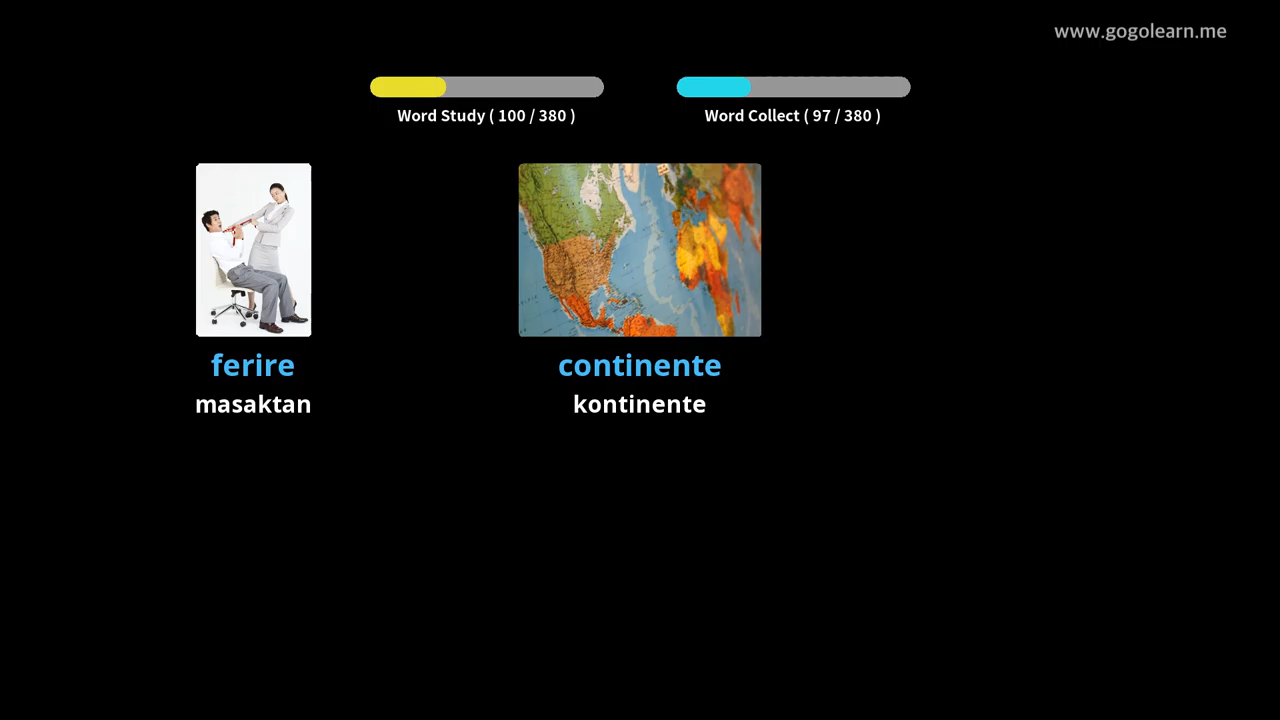 www.gogolearn.me
Word Study ( 100 / 380 )
Word Collect ( 97 / 380 )
ferire
masaktan
continente
kontinente